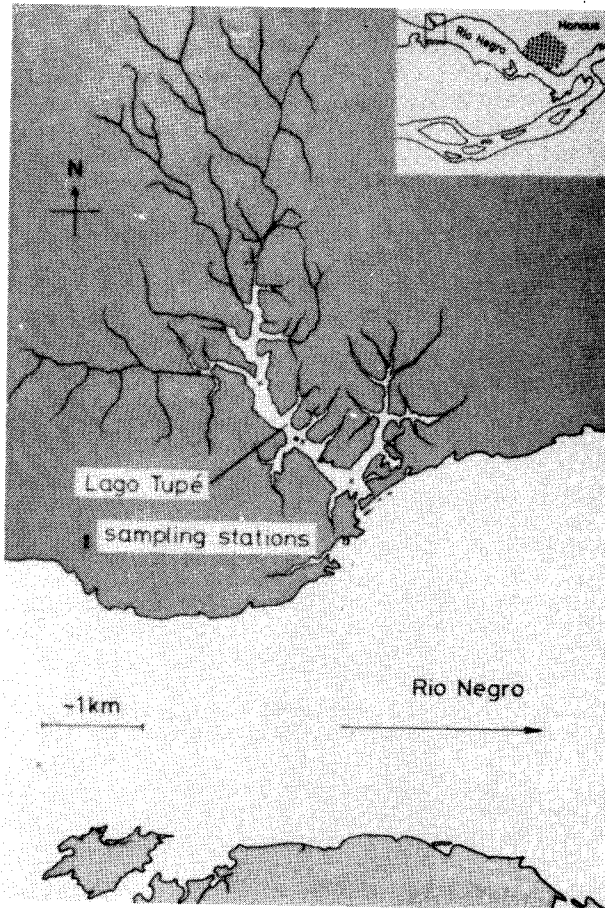 Manaus
Rio Negro
N
Lago Tupé
sampling stations
Rio Negro
~1km